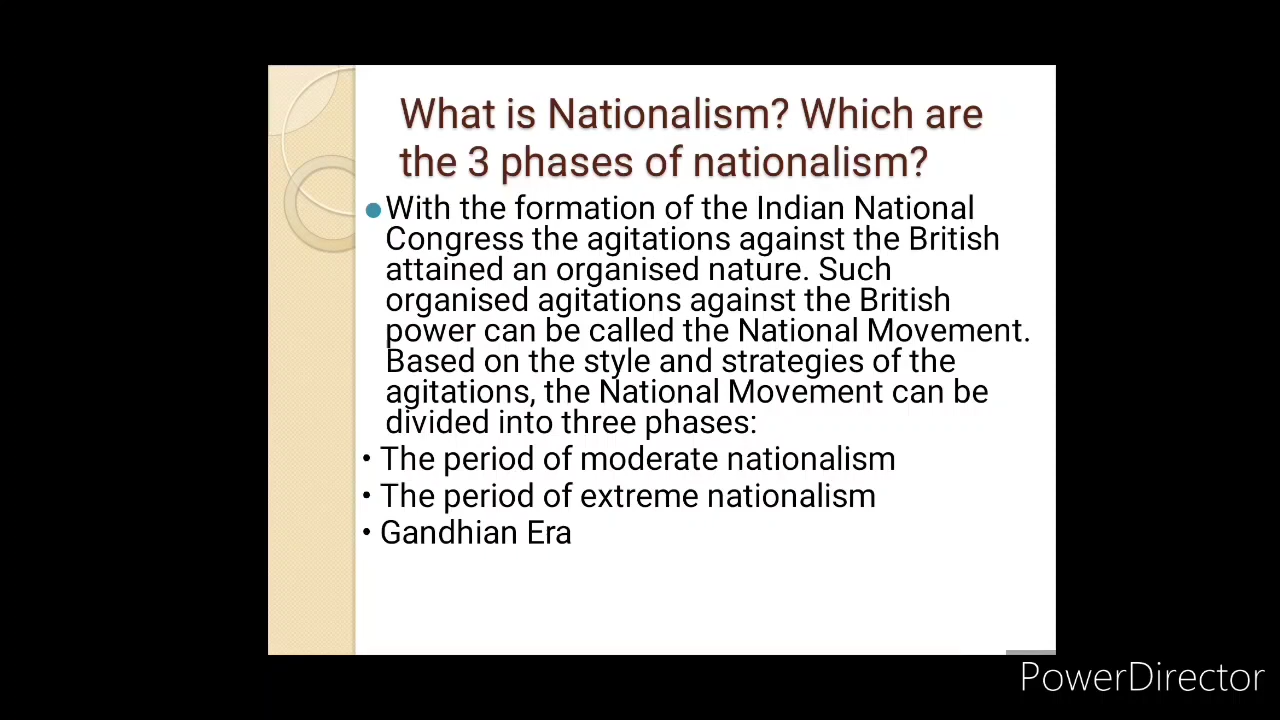 What is Nationalism? Which are
the 3 phases of nationalism?
●With the formation of the Indian National
Congress the agitations against the British
attained an organised nature. Such
organised agitations against the British
power can be called the National Movement.
Based on the style and strategies of the
agitations, the National Movement can be
divided into three phases:
• The period of moderate nationalism
• The period of extreme nationalism
• Gandhian Era
PowerDirector